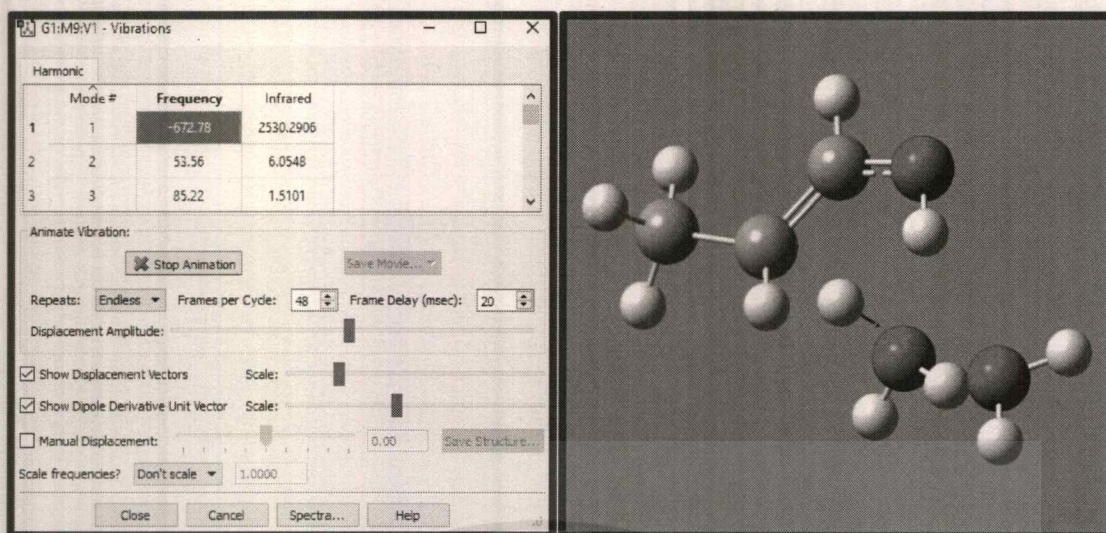 G1:M9:V1 - Vibrations
Harmonic
Mode # Frequency Infrared
1 1 -672.78 2530.2906
2 2 53.56 6.0548
3 3 85.22 1.5101
Animate Vibration:
Stop Animation Save Movie...
Repeats: Endless Frames per Cycle: 48 Frame Delay (msec): 20
Displacement Amplitude:
Show Displacement Vectors Scale:
Show Dipole Derivative Unit Vector Scale:
Manual Displacement: 0.00 Save Structure...
Scale frequencies? Don't scale 1.0000
Close Cancel Spectra... Help